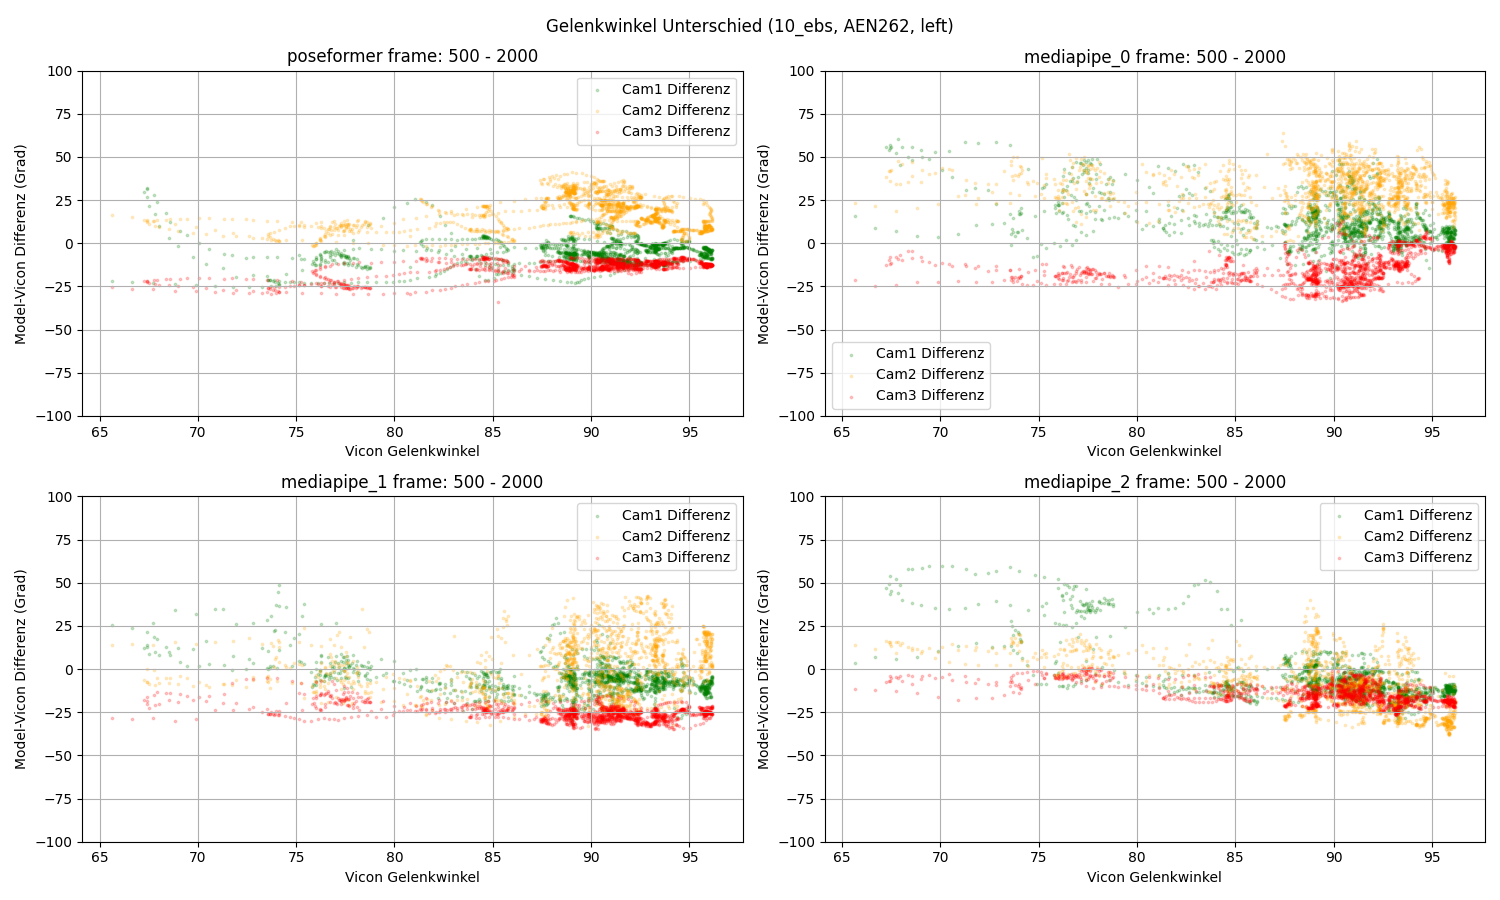 Gelenkwinkel Unterschied (10_ebs, AEN262, left)
poseformer frame: 500 - 2000
100
75
50
25
0
−25
−50
−75
−100
Model-Vicon Differenz (Grad)
Cam1 Differenz
Cam2 Differenz
Cam3 Differenz
65 70 75 80 85 90 95
Vicon Gelenkwinkel
mediapipe_0 frame: 500 - 2000
100
75
50
25
0
−25
−50
−75
−100
Model-Vicon Differenz (Grad)
Cam1 Differenz
Cam2 Differenz
Cam3 Differenz
65 70 75 80 85 90 95
Vicon Gelenkwinkel
mediapipe_1 frame: 500 - 2000
100
75
50
25
0
−25
−50
−75
−100
Model-Vicon Differenz (Grad)
Cam1 Differenz
Cam2 Differenz
Cam3 Differenz
65 70 75 80 85 90 95
Vicon Gelenkwinkel
mediapipe_2 frame: 500 - 2000
100
75
50
25
0
−25
−50
−75
−100
Model-Vicon Differenz (Grad)
Cam1 Differenz
Cam2 Differenz
Cam3 Differenz
65 70 75 80 85 90 95
Vicon Gelenkwinkel